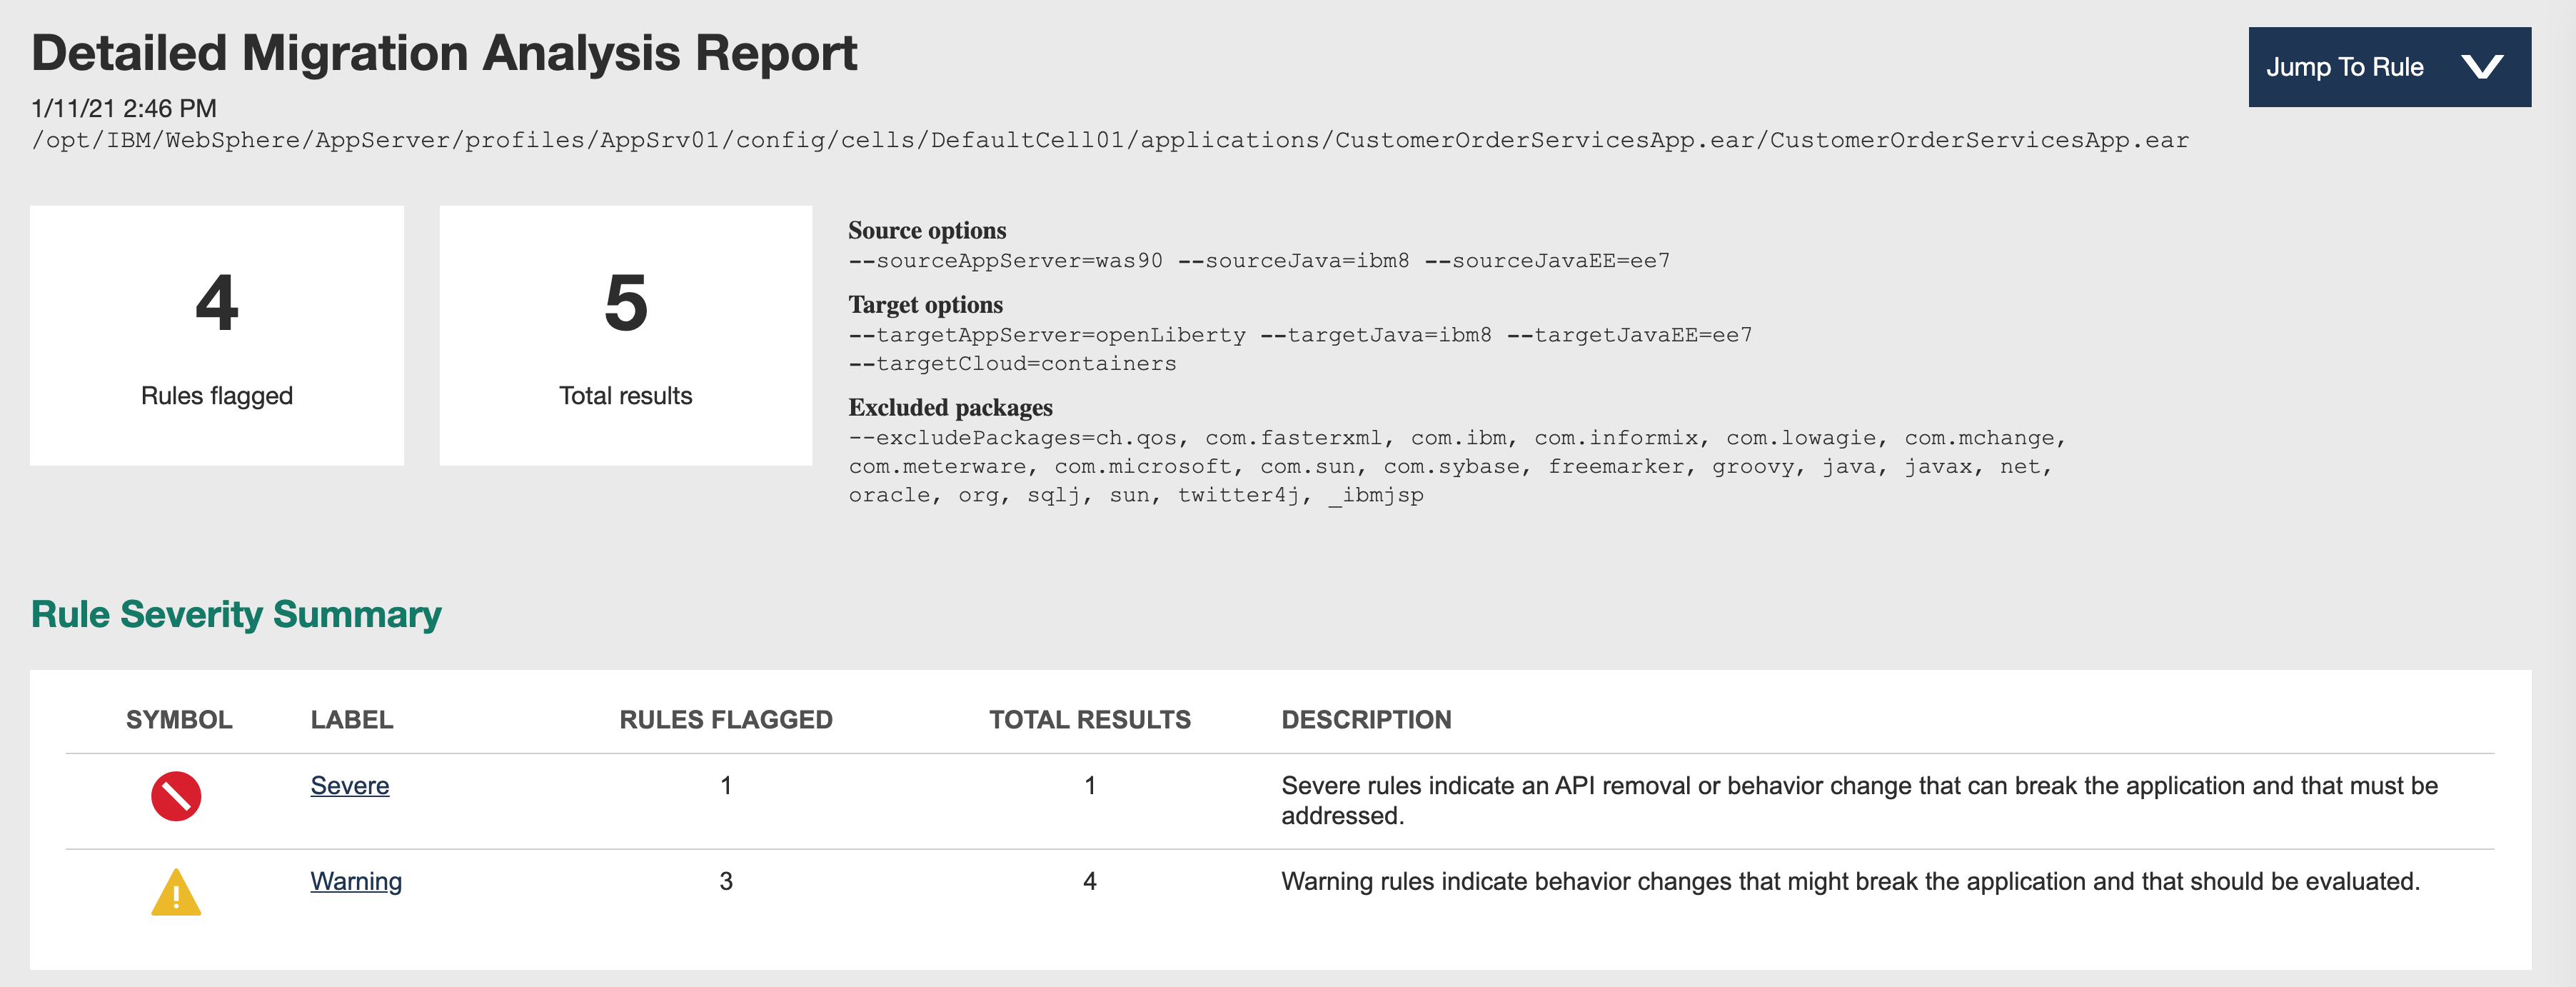 Detailed Migration Analysis Report
Jump To Rule
1/11/21 2:46 PM
/opt/IBM/WebSphere/AppServer/profiles/AppSrv01/config/cells/DefaultCell01/applications/CustomerOrderServicesApp.ear/CustomerOrderServicesApp.ear
4
Rules flagged
5
Total results
Source options
--sourceAppServer=was90 --sourceJava=ibm8 --sourceJavaEE=ee7
Target options
--targetAppServer=openLiberty --targetJava=ibm8 --targetJavaEE=ee7
--targetCloud=containers
Excluded packages
--excludePackages=ch.qos, com.fasterxml, com.ibm, com.informix, com.lowagie, com.mchange,
com.meterware, com.microsoft, com.sun, com.sybase, freemarker, groovy, java, javax, net,
oracle, org, sqlj, sun, twitter4j, _ibmjsp
Rule Severity Summary
SYMBOL LABEL RULES FLAGGED TOTAL RESULTS DESCRIPTION
Severe 1 1 Severe rules indicate an API removal or behavior change that can break the application and that must be
addressed.
Warning 3 4 Warning rules indicate behavior changes that might break the application and that should be evaluated.